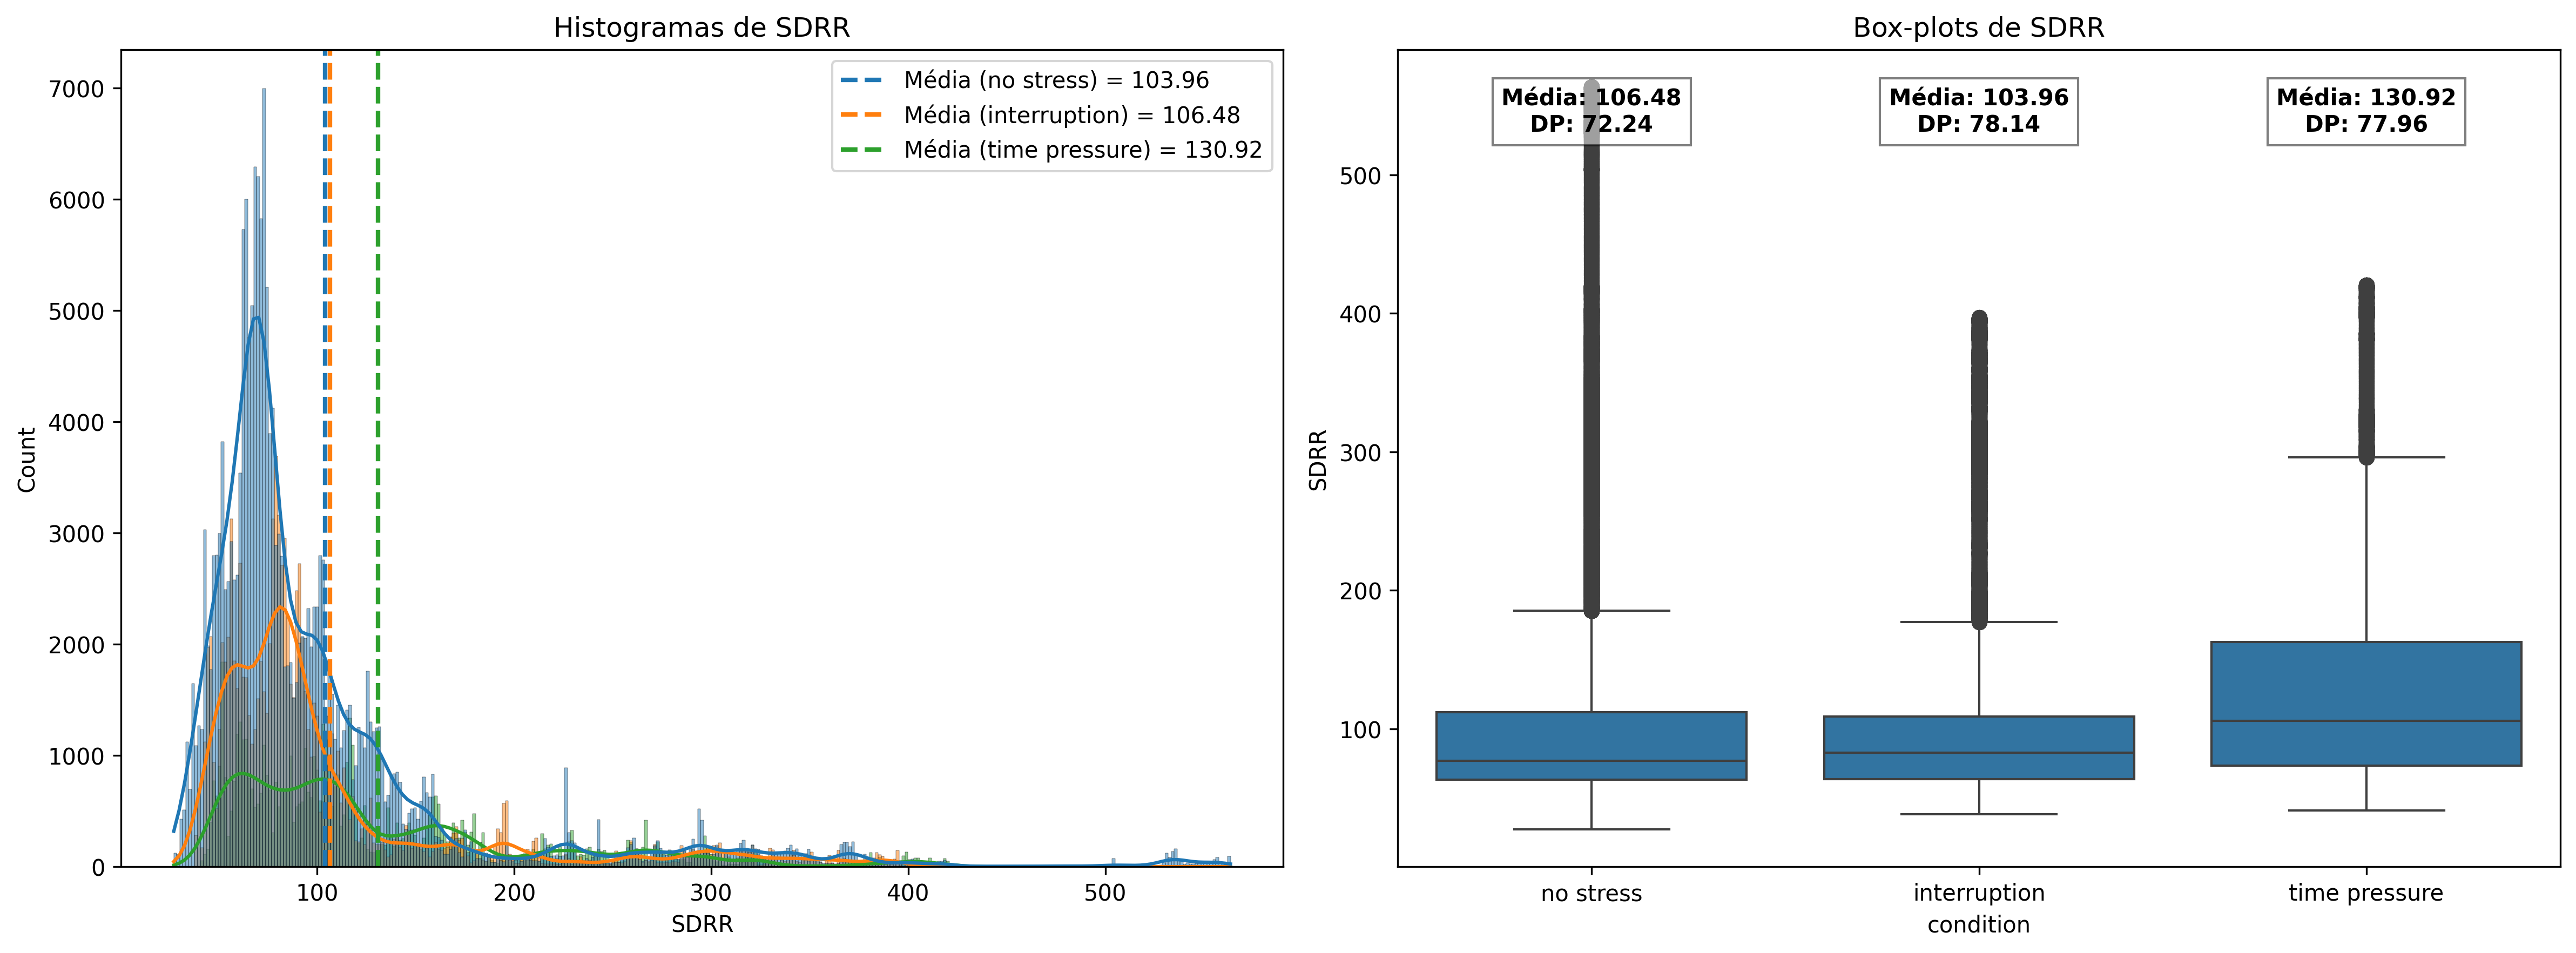 Histogramas de SDRR
Média (no stress) = 103.96
Média (interruption) = 106.48
Média (time pressure) = 130.92
Count
7000
6000
5000
4000
3000
2000
1000
0
100
200
300
400
500
SDRR
Box-plots de SDRR
Média: 106.48
DP: 72.24
Média: 103.96
DP: 78.14
Média: 130.92
DP: 77.96
SDRR
500
400
300
200
100
no stress
interruption
time pressure
condition